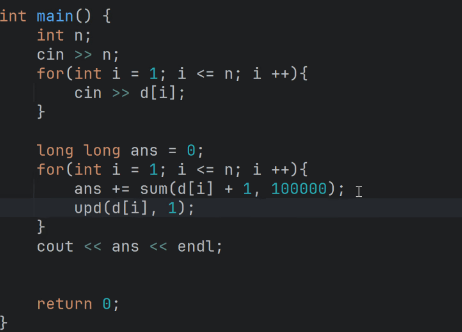 int main() {
    int n;
    cin >> n;
    for(int i = 1; i <= n; i ++){
        cin >> d[i];
    }
    long long ans = 0;
    for(int i = 1; i <= n; i ++){
        ans += sum(d[i] + 1, 100000);
        upd(d[i], 1);
    }
    cout << ans << endl;
    return 0;
}